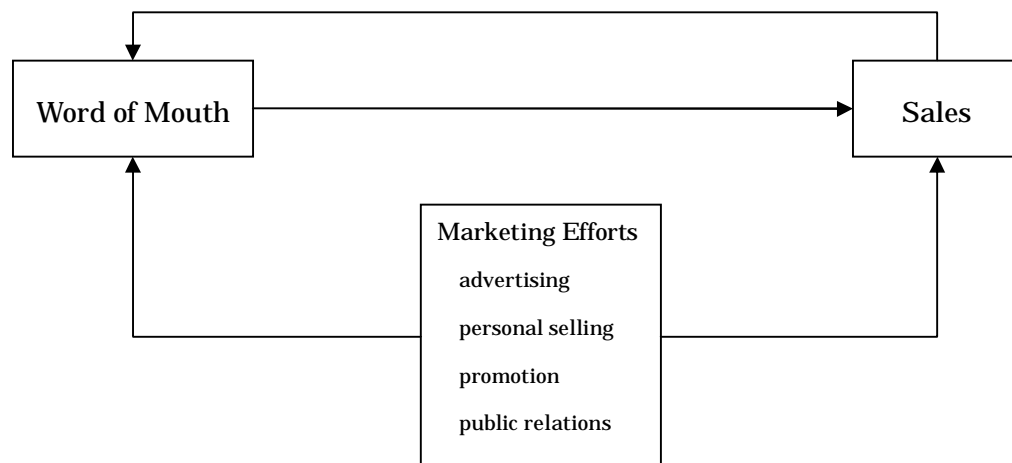 Word of Mouth
Sales
Marketing Efforts
advertising
personal selling
promotion
public relations